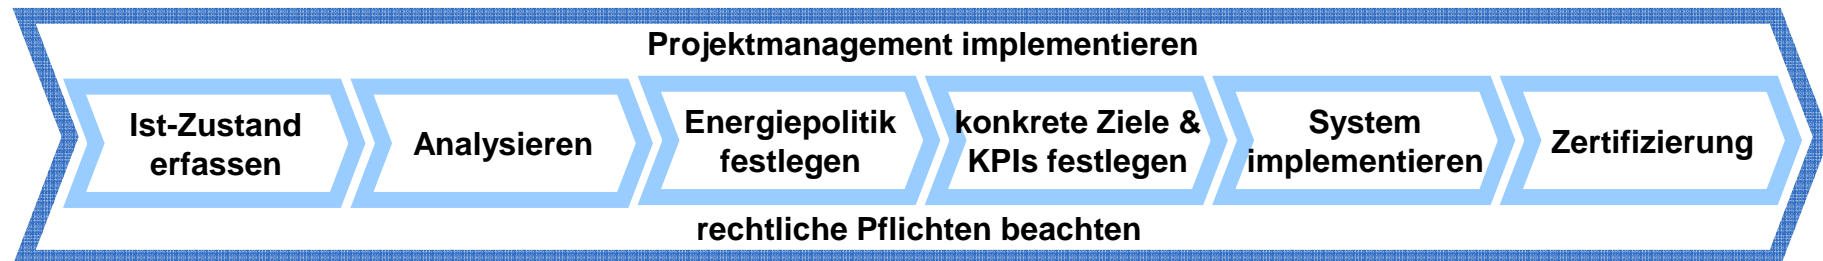 Projektmanagement implementieren
Ist-Zustand
erfassen
Analysieren
Energiepolitik
festlegen
konkrete Ziele &
KPIs festlegen
System
implementieren
Zertifizierung
rechtliche Pflichten beachten